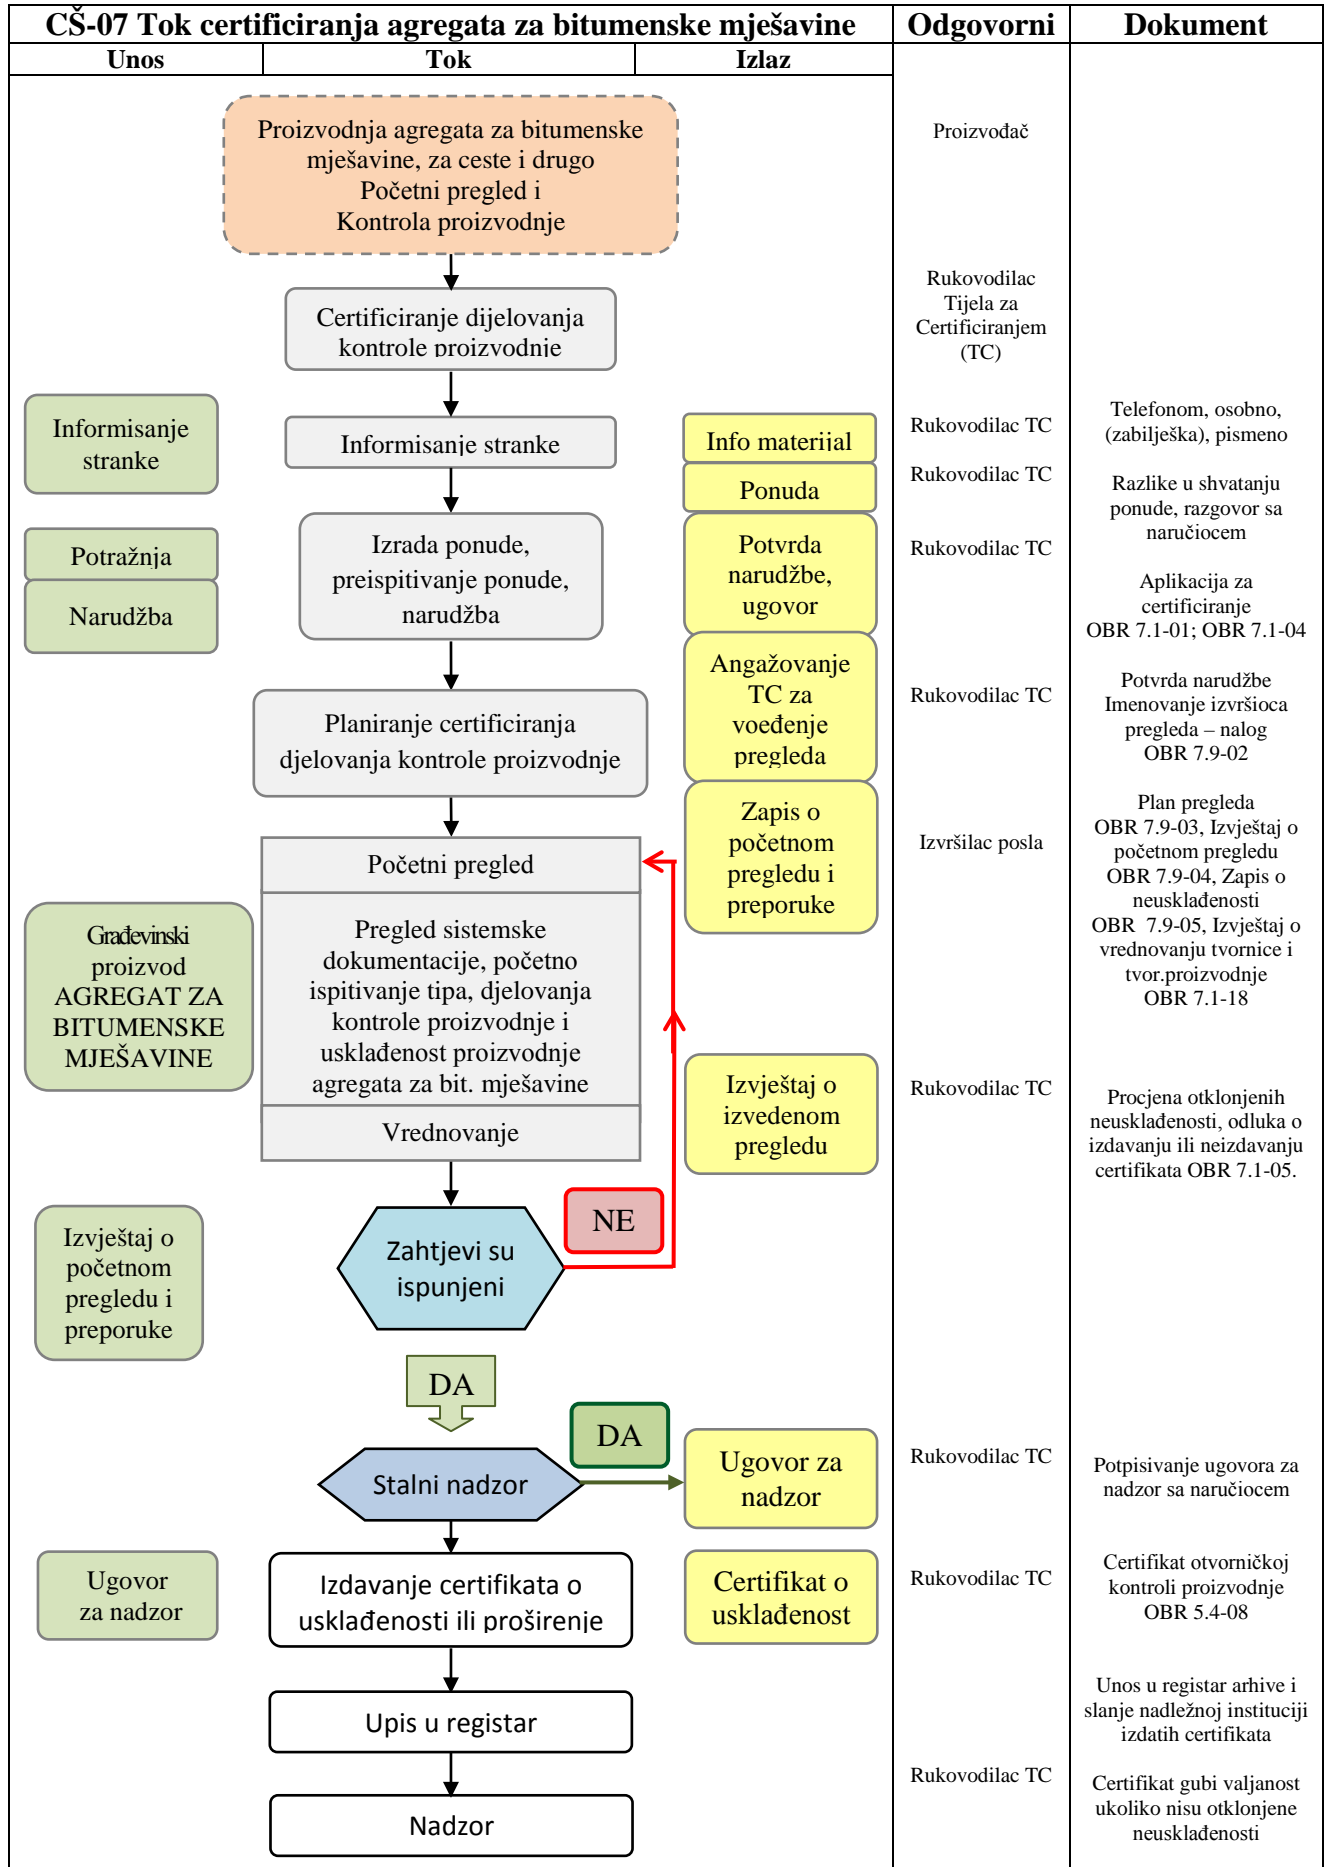 CŠ-07 Tok certificiranja agregata za bitumenske mješavine
Odgovorni
Dokument
Unos
Tok
Izlaz
Proizvodnja agregata za bitumenske
mješavine, za ceste i drugo
Početni pregled i
Kontrola proizvodnje
Proizvođač
Certificiranje dijelovanja
kontrole proizvodnje
Rukovodilac
Tijela za
Certificiranjem
(TC)
Informisanje
stranke
Informisanje stranke
Info materijal
Rukovodilac TC
Telefonom, osobno,
(zabilješka), pismeno
Ponuda
Rukovodilac TC
Razlike u shvatanju
ponude, razgovor sa
naručiocem
Potražnja
Narudžba
Izrada ponude,
preispitivanje ponude,
narudžba
Potvrda
narudžbe,
ugovor
Rukovodilac TC
Aplikacija za
certificiranje
OBR 7.1-01; OBR 7.1-04
Planiranje certificiranja
djelovanja kontrole proizvodnje
Angažovanje
TC za
voeđenje
pregleda
Rukovodilac TC
Potvrda narudžbe
Imenovanje izvršioca
pregleda – nalog
OBR 7.9-02
Početni pregled
Zapis o
početnom
pregledu i
preporuke
Izvršilac posla
Plan pregleda
OBR 7.9-03, Izvještaj o
početnom pregledu
OBR 7.9-04, Zapis o
neusklađenosti
OBR 7.9-05, Izvještaj o
vrednovanju tvornice i
tvor.proizvodnje
OBR 7.1-18
Građevinski
proizvod
AGREGAT ZA
BITUMENSKE
MJEŠAVINE
Pregled sistemske
dokumentacije, početno
ispitivanje tipa, djelovanja
kontrole proizvodnje i
usklađenost proizvodnje
agregata za bit. mješavine
Vrednovanje
Izvještaj o
izvedenom
pregledu
Rukovodilac TC
Procjena otklonjenih
neusklađenosti, odluka o
izdavanju ili neizdavanju
certifikata OBR 7.1-05.
Izvještaj o
početnom
pregledu i
preporuke
Zahtjevi su
ispunjeni
NE
DA
DA
Stalni nadzor
Ugovor za
nadzor
Rukovodilac TC
Potpisivanje ugovora za
nadzor sa naručiocem
Ugovor
za nadzor
Izdavanje certifikata o
usklađenosti ili proširenje
Certifikat o
usklađenost
Rukovodilac TC
Certifikat otvorničkoj
kontroli proizvodnje
OBR 5.4-08
Upis u registar
Unos u registar arhive i
slanje nadležnoj instituciji
izdatih certifikata
Nadzor
Rukovodilac TC
Certifikat gubi valjanost
ukoliko nisu otklonjene
neusklađenosti